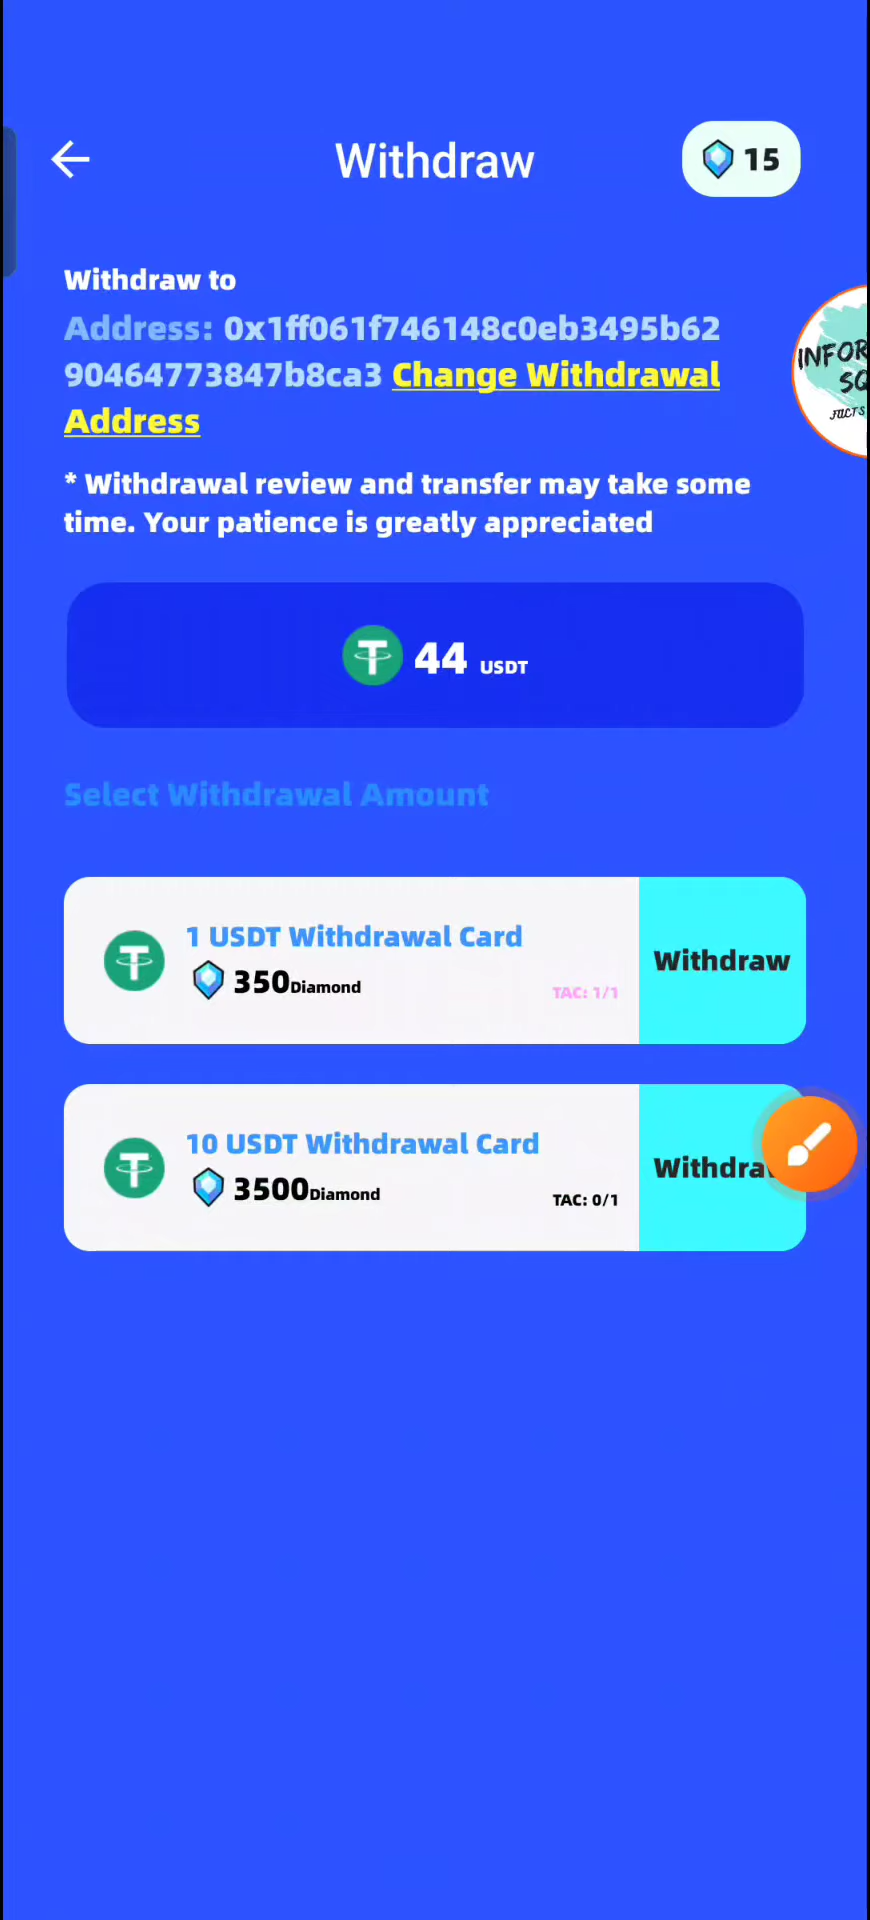 Withdraw
15
Withdraw to
Address: 0x1ff061f746148c0eb3495b62
90464773847b8ca3 Change Withdrawal
Address
* Withdrawal review and transfer may take some
time. Your patience is greatly appreciated
44 USDT
Select Withdrawal Amount
1 USDT Withdrawal Card
350Diamond
TAC: 1/1
Withdraw
10 USDT Withdrawal Card
3500Diamond
TAC: 0/1